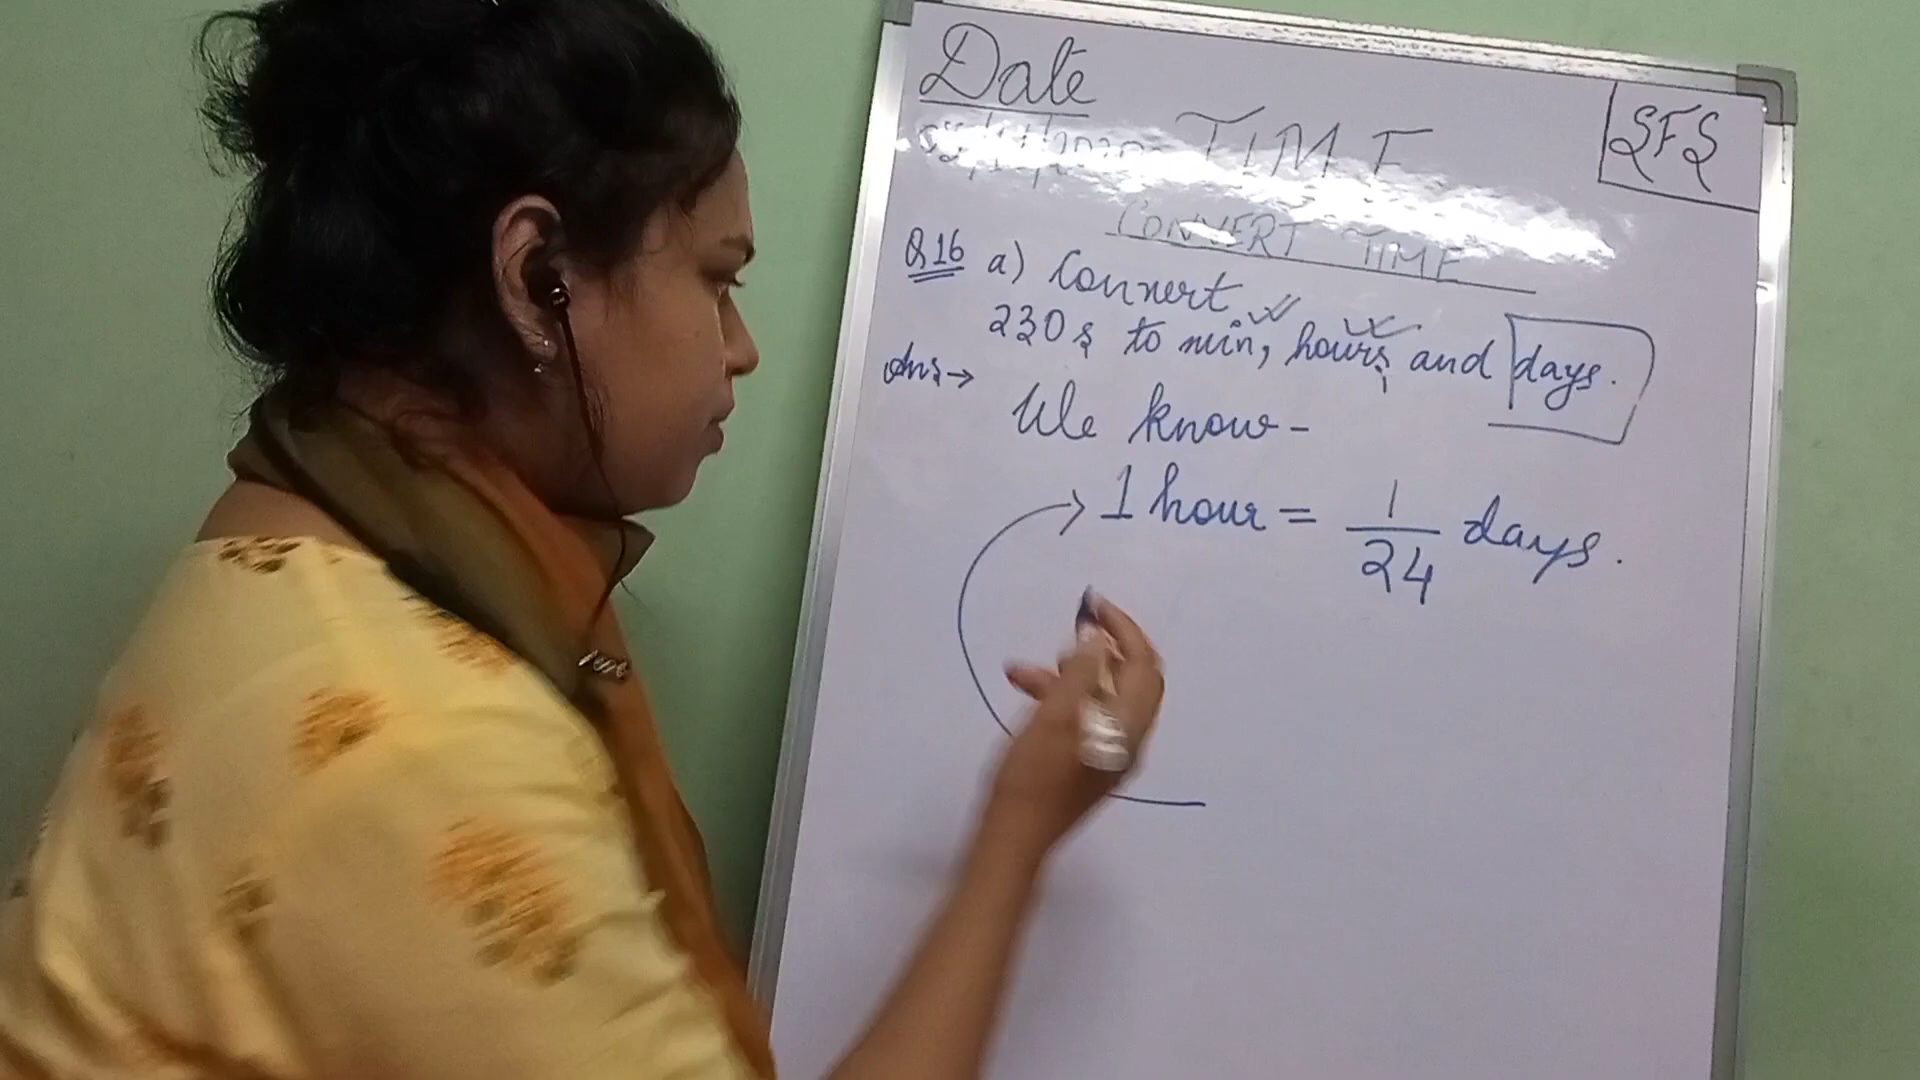 Date
TIME
SFS
CONVERT TIME
Q16 a) Convert
230 s to min, hours, and days.
Ans→
We know-
1 hour = 1/24 days.